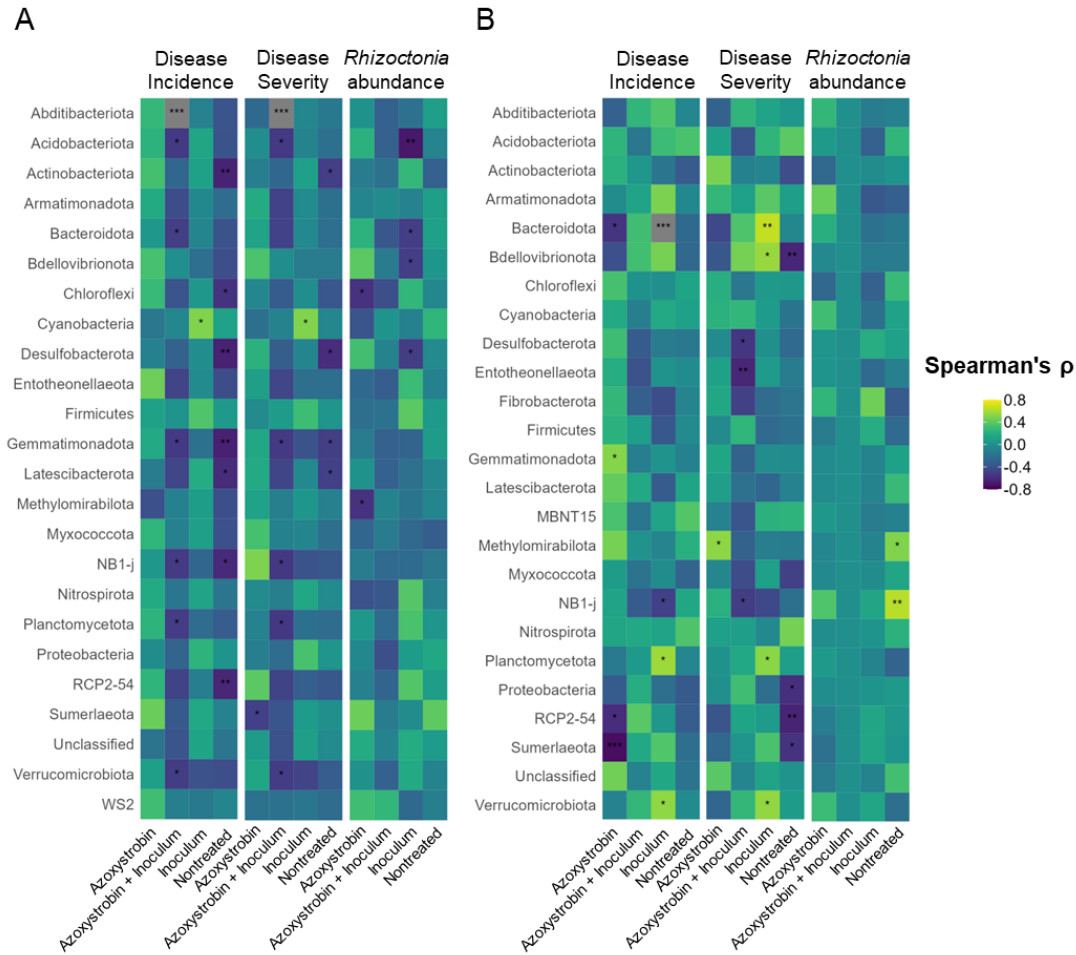 A
B
Disease
Incidence
Disease
Severity
Rhizoctonia
abundance
Disease
Incidence
Disease
Severity
Rhizoctonia
abundance
Abditibacteriota *** ***
Acidobacteriota * * **
Actinobacteriota ** *
Armatimonadota
Bacteroidota * *
Bdellovibrionota *
Chloroflexi * *
Cyanobacteria * *
Desulfobacterota ** * *
Entotheonellaeota
Firmicutes
Gemmatimonadota * ** * *
Latescibacterota * *
Methylomirabilota *
Myxococcota
NB1-j * * *
Nitrospirota
Planctomycetota * *
Proteobacteria
RCP2-54 **
Sumerlaeota *
Unclassified
Verrucomicrobiota * *
WS2
Azoxystrobin
Azoxystrobin + Inoculum
Inoculum
Nontreated
Azoxystrobin
Azoxystrobin + Inoculum
Inoculum
Nontreated
Azoxystrobin
Azoxystrobin + Inoculum
Inoculum
Nontreated
Abditibacteriota
Acidobacteriota
Actinobacteriota
Armatimonadota
Bacteroidota * *** **
Bdellovibrionota * **
Chloroflexi
Cyanobacteria
Desulfobacterota *
Entotheonellaeota **
Fibrobacterota
Firmicutes
Gemmatimonadota *
Latescibacterota
MBNT15
Methylomirabilota * *
Myxococcota
NB1-j * * **
Nitrospirota
Planctomycetota * *
Proteobacteria *
RCP2-54 * **
Sumerlaeota *** *
Unclassified
Verrucomicrobiota * *
Azoxystrobin
Azoxystrobin + Inoculum
Inoculum
Nontreated
Azoxystrobin
Azoxystrobin + Inoculum
Inoculum
Nontreated
Azoxystrobin
Azoxystrobin + Inoculum
Inoculum
Nontreated
Spearman's ρ
0.8
0.4
0.0
-0.4
-0.8